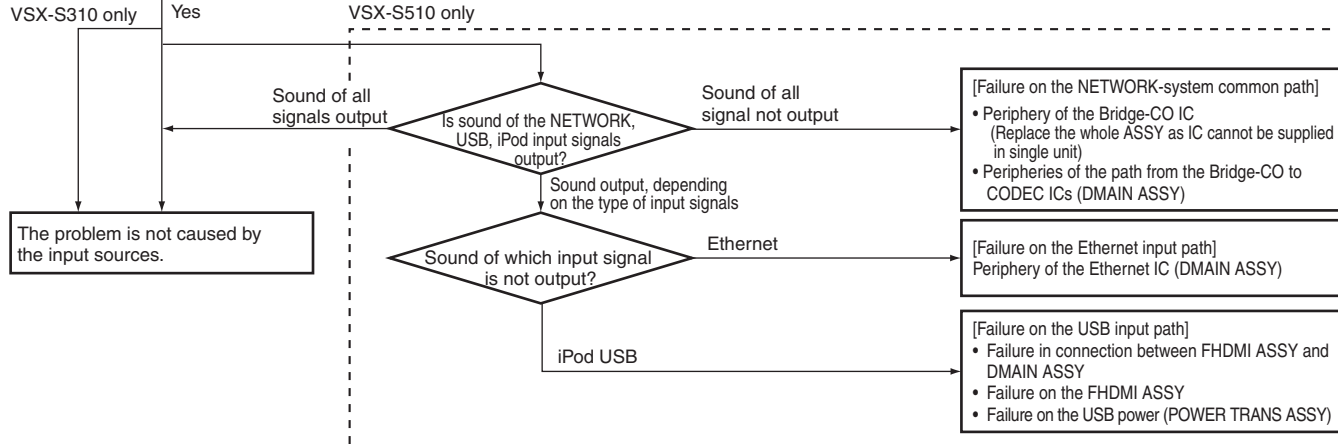 VSX-S310 only
Yes
VSX-S510 only
Sound of all
signals output
Is sound of the NETWORK,
USB, iPod input signals
output?
Sound of all
signal not output
[Failure on the NETWORK-system common path]
• Periphery of the Bridge-CO IC
(Replace the whole ASSY as IC cannot be supplied
in single unit)
• Peripheries of the path from the Bridge-CO to
CODEC ICs (DMAIN ASSY)
Sound output, depending
on the type of input signals
The problem is not caused by
the input sources.
Sound of which input signal
is not output?
Ethernet
[Failure on the Ethernet input path]
Periphery of the Ethernet IC (DMAIN ASSY)
iPod USB
[Failure on the USB input path]
• Failure in connection between FHDMI ASSY and
DMAIN ASSY
• Failure on the FHDMI ASSY
• Failure on the USB power (POWER TRANS ASSY)